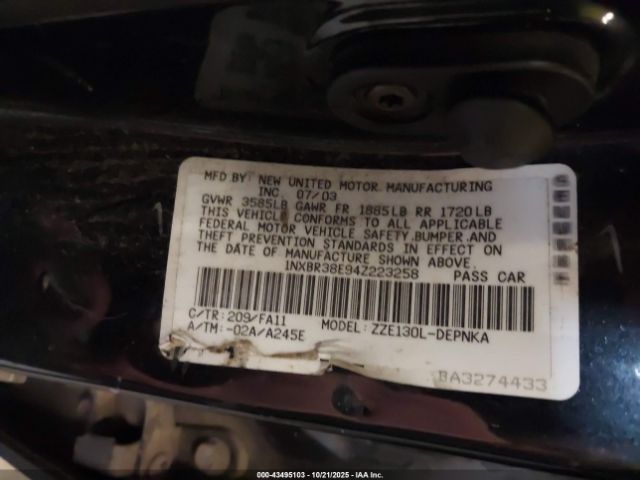 MFD BY NEW UNITED MOTOR MANUFACTURING
INC 07/03
GVWR 3585LB GAWR FR 1885LB RR 1720LB
THIS VEHICLE CONFORMS TO ALL APPLICABLE
FEDERAL MOTOR VEHICLE SAFETY,BUMPER,AND
THEFT PREVENTION STANDARDS IN EFFECT ON
THE DATE OF MANUFACTURE SHOWN ABOVE.
1NXBR38E94Z223258 PASS CAR
C/TR: 209/FA11
A/TM: -02A/A245E MODEL: ZZE130L-DEPNKA
BA3274433
000-43495103 - 10/21/2025 - IAA Inc.